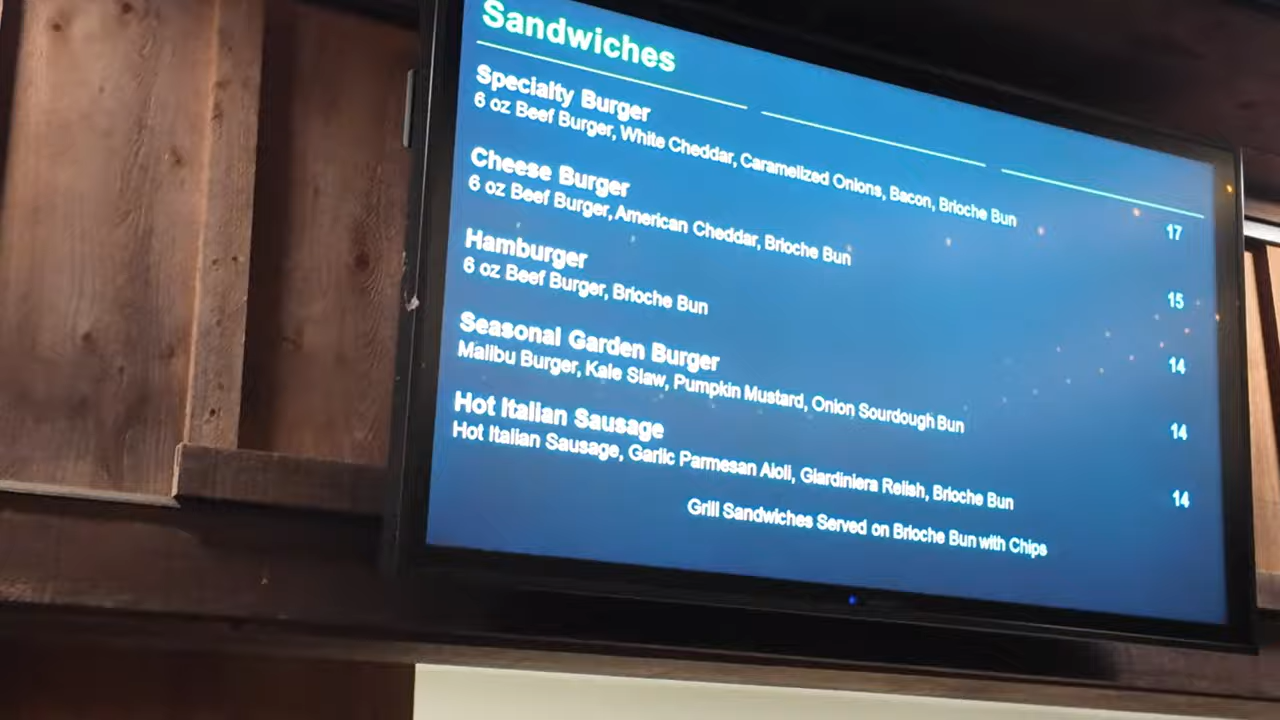 Sandwiches
Specialty Burger
6 oz Beef Burger, White Cheddar, Caramelized Onions, Bacon, Brioche Bun 17
Cheese Burger
6 oz Beef Burger, American Cheddar, Brioche Bun 15
Hamburger
6 oz Beef Burger, Brioche Bun 14
Seasonal Garden Burger
Malibu Burger, Kale Slaw, Pumpkin Mustard, Onion Sourdough Bun 14
Hot Italian Sausage
Hot Italian Sausage, Garlic Parmesan Aioli, Giardiniera Relish, Brioche Bun 14
Grill Sandwiches Served on Brioche Bun with Chips